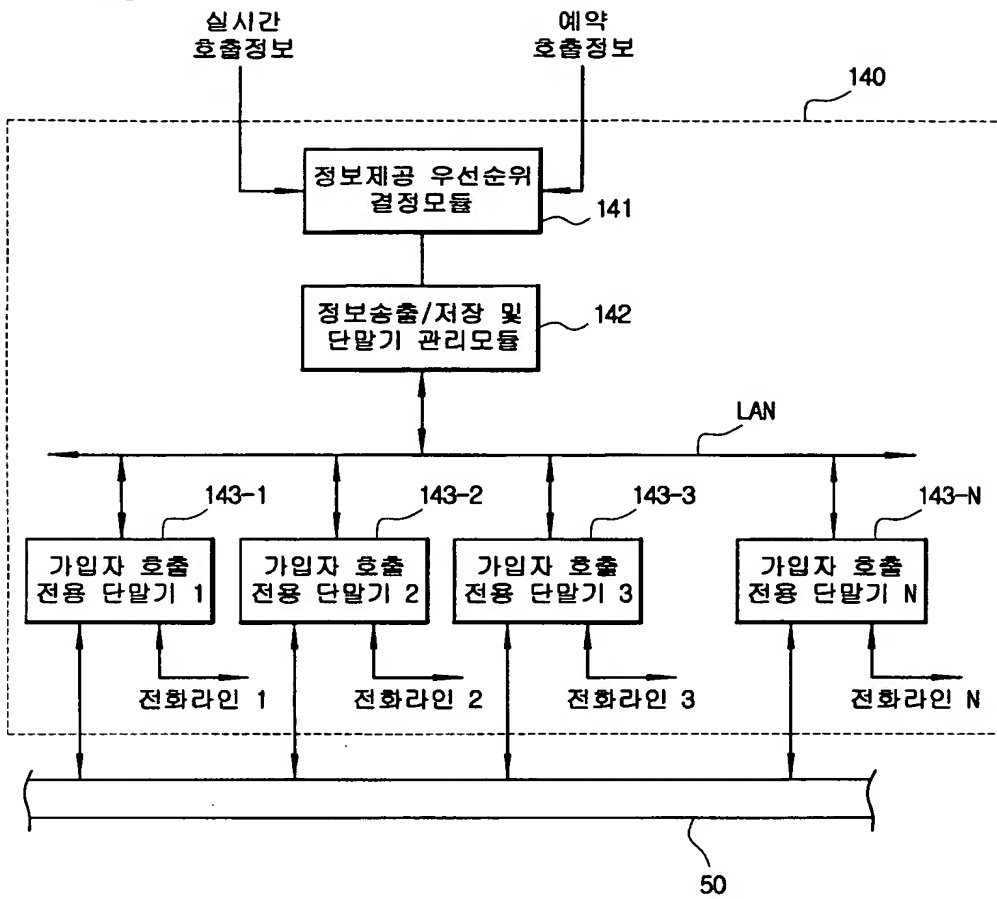 실시간
호출정보
예약
호출정보
140
정보제공 우선순위
결정모듈
141
정보송출/저장 및
단말기 관리모듈
142
LAN
143-1
143-2
143-3
143-N
가입자 호출
전용 단말기 1
가입자 호출
전용 단말기 2
가입자 호출
전용 단말기 3
가입자 호출
전용 단말기 N
전화라인 1
전화라인 2
전화라인 3
전화라인 N
50